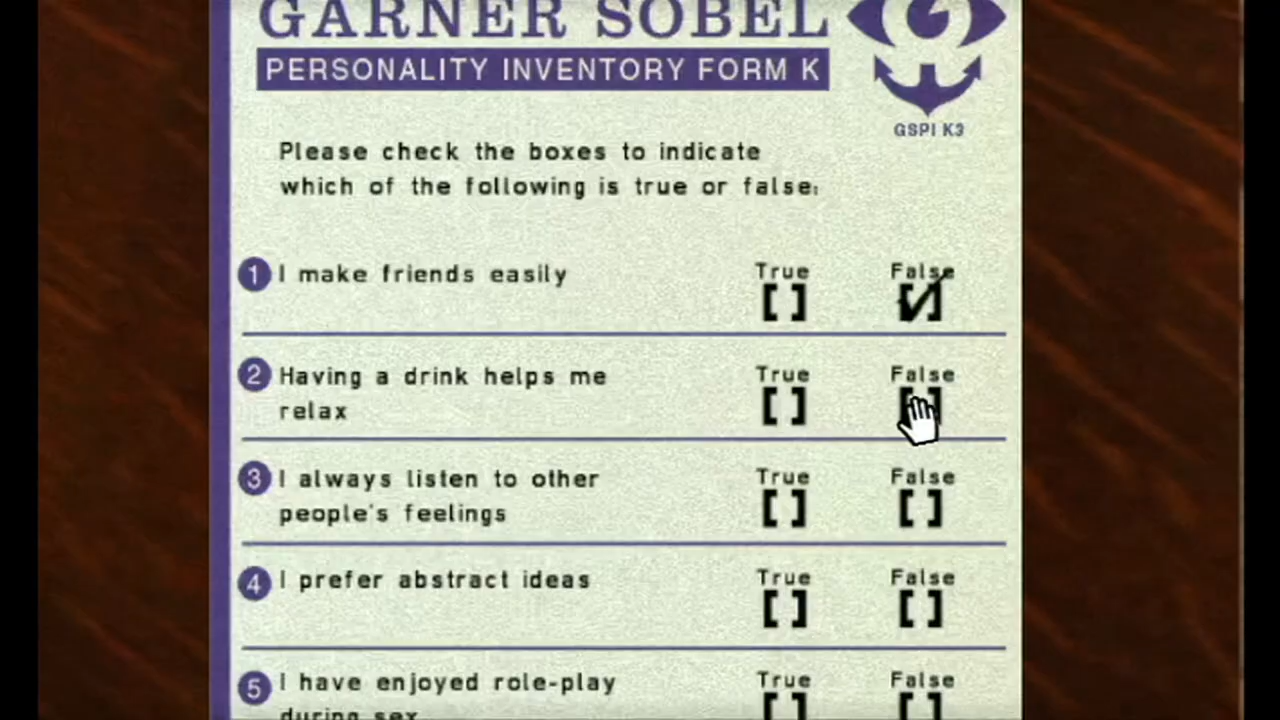 GARNER SOBEL
PERSONALITY INVENTORY FORM K
GSPI K3
Please check the boxes to indicate
which of the following is true or false:
1 I make friends easily True False
[ ] [ ]
2 Having a drink helps me True False
relax [ ] [ ]
3 I always listen to other True False
people's feelings [ ] [ ]
4 I prefer abstract ideas True False
[ ] [ ]
5 I have enjoyed role-play True False
during sex [ ] [ ]